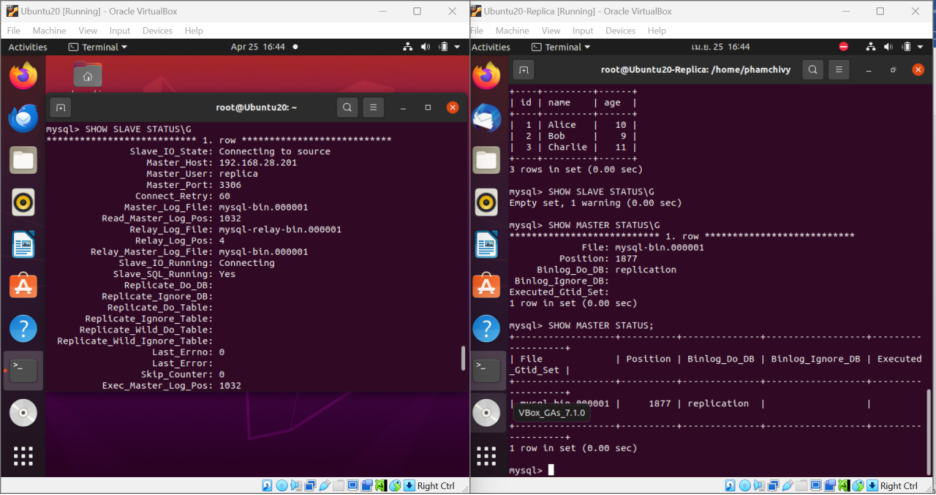 Ubuntu20 [Running] - Oracle VirtualBox
File Machine View Input Devices Help
Activities Terminal Apr 25 16:44
root@Ubuntu20: ~
mysql> SHOW SLAVE STATUS\G
*************************** 1. row ***************************
Slave_IO_State: Connecting to source
Master_Host: 192.168.28.201
Master_User: replica
Master_Port: 3306
Connect_Retry: 60
Master_Log_File: mysql-bin.000001
Read_Master_Log_Pos: 1032
Relay_Log_File: mysql-relay-bin.000001
Relay_Log_Pos: 4
Relay_Master_Log_File: mysql-bin.000001
Slave_IO_Running: Connecting
Slave_SQL_Running: Yes
Replicate_Do_DB:
Replicate_Ignore_DB:
Replicate_Do_Table:
Replicate_Ignore_Table:
Replicate_Wild_Do_Table:
Replicate_Wild_Ignore_Table:
Last_Errno: 0
Last_Error:
Skip_Counter: 0
Exec_Master_Log_Pos: 1032
Right Ctrl
Ubuntu20-Replica [Running] - Oracle VirtualBox
File Machine View Input Devices Help
Activities Terminal เม.ย. 25 16:44
root@Ubuntu20-Replica: /home/phamchivy
+----+---------+------+
| id | name | age |
+----+---------+------+
| 1 | Alice | 10 |
| 2 | Bob | 9 |
| 3 | Charlie | 11 |
+----+---------+------+
3 rows in set (0.00 sec)
mysql> SHOW SLAVE STATUS\G
Empty set, 1 warning (0.00 sec)
mysql> SHOW MASTER STATUS\G
*************************** 1. row ***************************
File: mysql-bin.000001
Position: 1877
Binlog_Do_DB: replication
Binlog_Ignore_DB:
Executed_Gtid_Set:
1 row in set (0.00 sec)
mysql> SHOW MASTER STATUS;
+------------------+----------+--------------+------------------+---------
----------+
| File | Position | Binlog_Do_DB | Binlog_Ignore_DB | Executed
_Gtid_Set |
+------------------+----------+--------------+------------------+---------
----------+
| mysql-bin.000001 | 1877 | replication | |
VBox_GAs_7.1.0
+------------------+----------+--------------+------------------+---------
----------+
1 row in set (0.00 sec)
mysql>
Right Ctrl